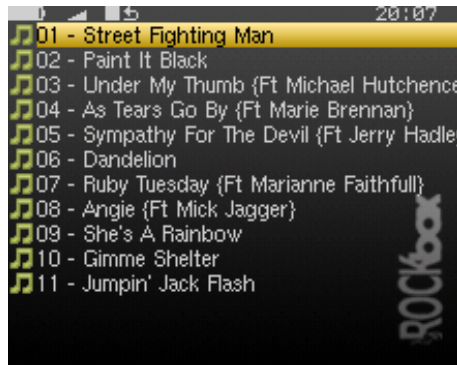 20:07
01 - Street Fighting Man
02 - Paint It Black
03 - Under My Thumb {Ft Michael Hutchence
04 - As Tears Go By {Ft Marie Brennan}
05 - Sympathy For The Devil {Ft Jerry Hadley
06 - Dandelion
07 - Ruby Tuesday {Ft Marianne Faithfull}
08 - Angie {Ft Mick Jagger}
09 - She's A Rainbow
10 - Gimme Shelter
11 - Jumpin' Jack Flash
ROCKbox